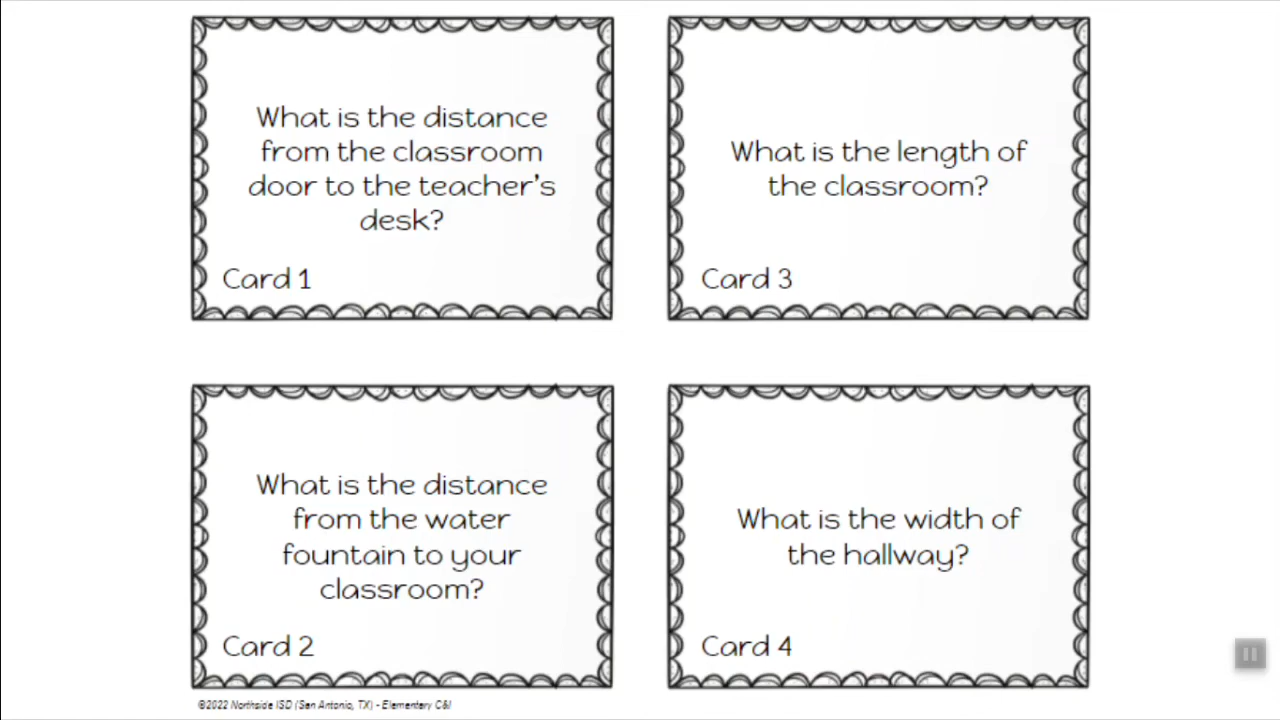 What is the distance
from the classroom
door to the teacher's
desk?
Card 1
What is the length of
the classroom?
Card 3
What is the distance
from the water
fountain to your
classroom?
Card 2
What is the width of
the hallway?
Card 4
©2022 Northside ISD (San Antonio, TX) - Elementary C&I